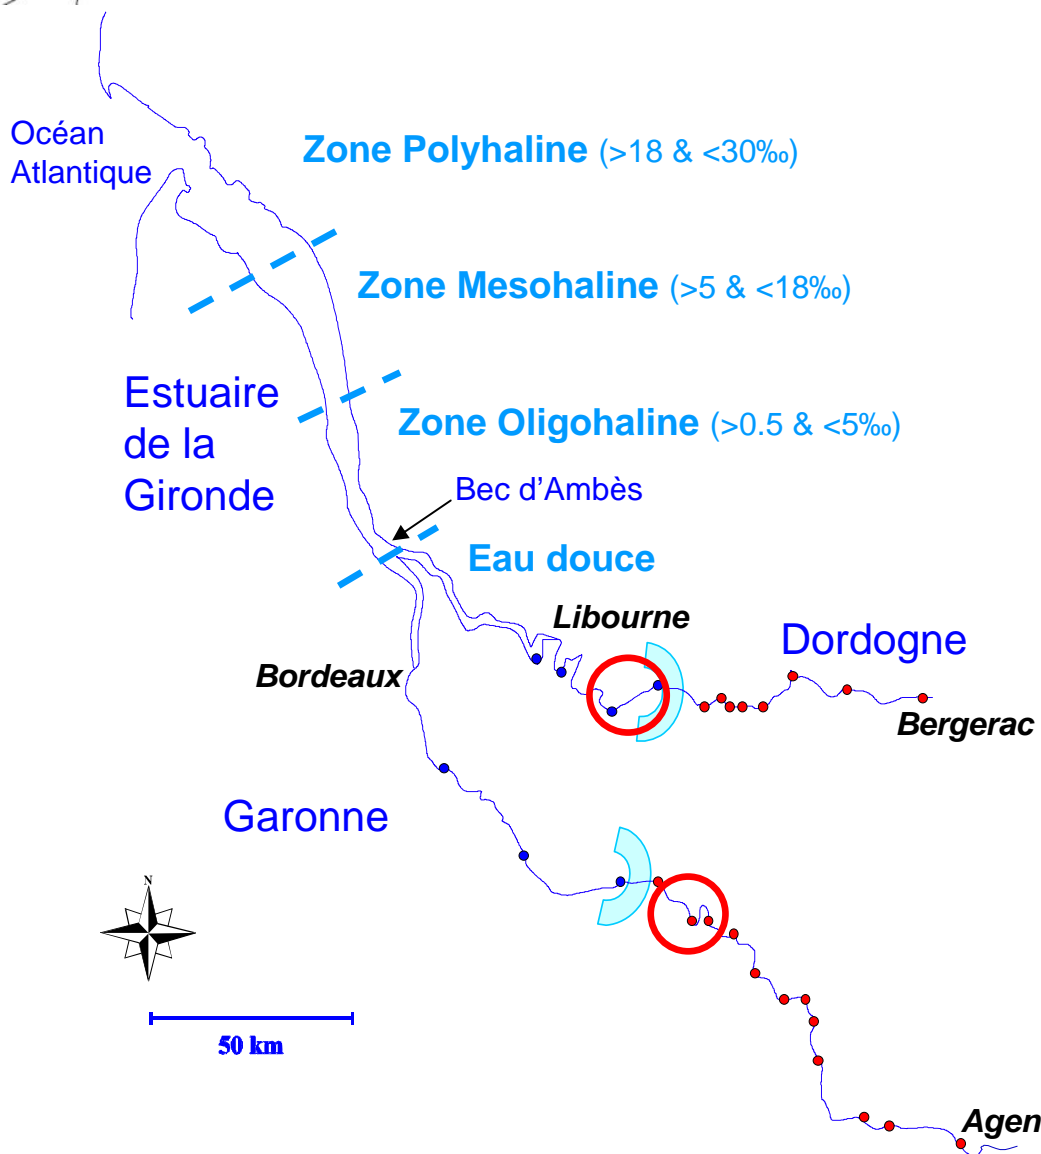 Océan
Atlantique
Zone Polyhaline (>18 & <30‰)
Zone Mesohaline (>5 & <18‰)
Estuaire
de la
Gironde
Zone Oligohaline (>0.5 & <5‰)
Bec d’Ambès
Eau douce
Libourne
Dordogne
Bordeaux
Bergerac
Garonne
N
50 km
Agen